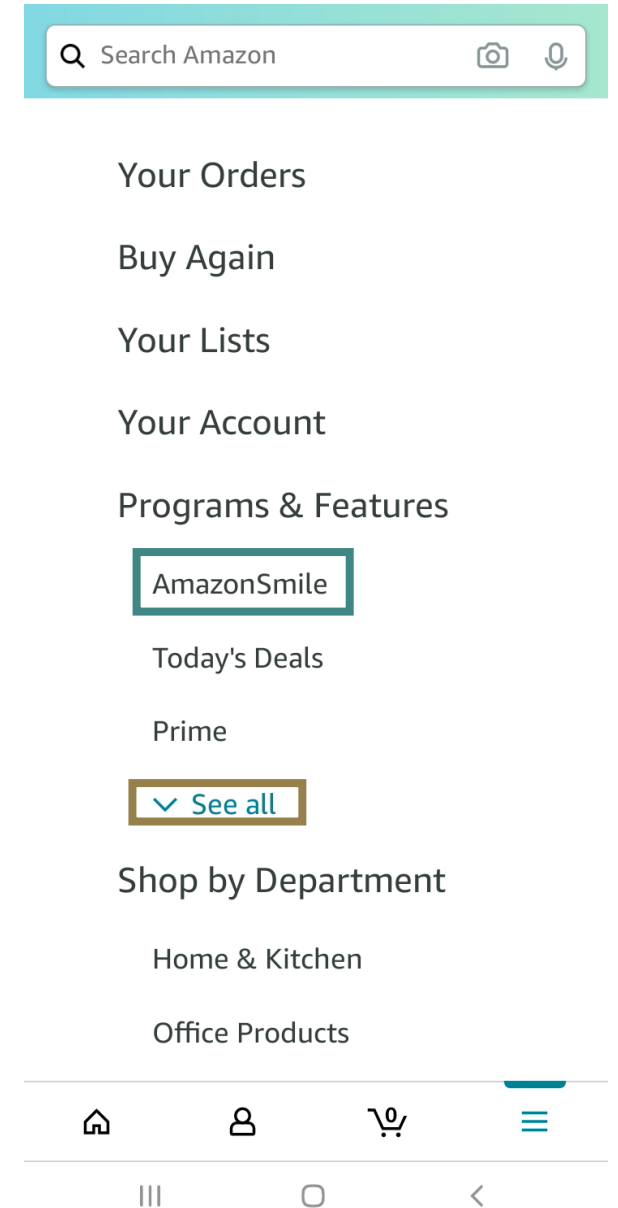 Search Amazon
Your Orders
Buy Again
Your Lists
Your Account
Programs & Features
AmazonSmile
Today's Deals
Prime
See all
Shop by Department
Home & Kitchen
Office Products
0